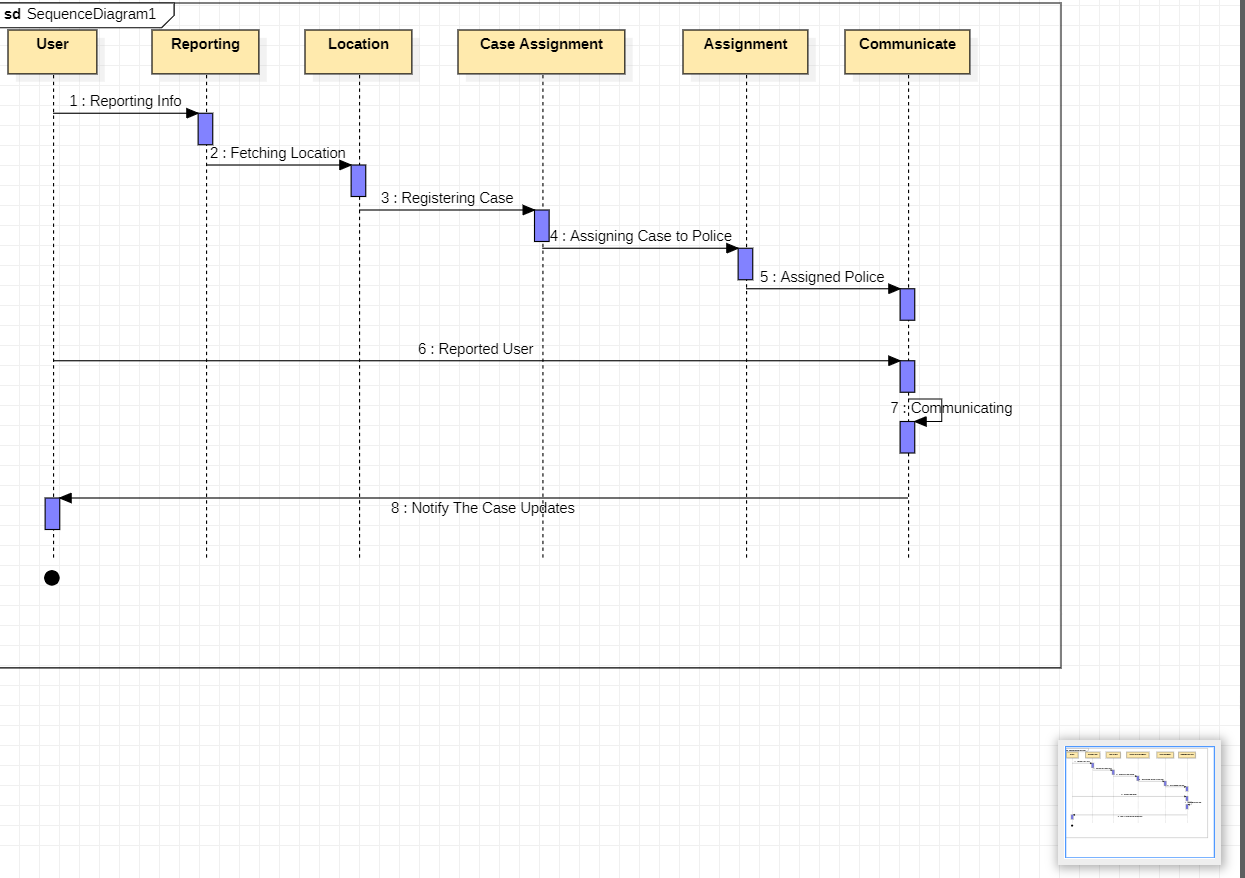 sd SequenceDiagram1
User
Reporting
Location
Case Assignment
Assignment
Communicate
1 : Reporting Info
2 : Fetching Location
3 : Registering Case
4 : Assigning Case to Police
5 : Assigned Police
6 : Reported User
7 : Communicating
8 : Notify The Case Updates